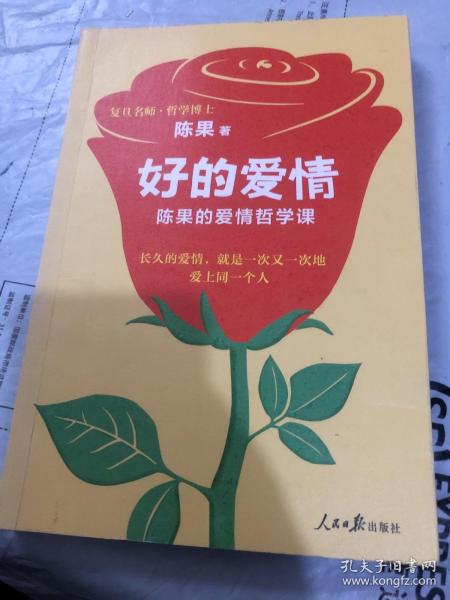 复旦名师·哲学博士
陈果 著
好的爱情
陈果的爱情哲学课
长久的爱情，就是一次又一次地
爱上同一个人
人民日报出版社
孔夫子旧书网
www.kongfz.com